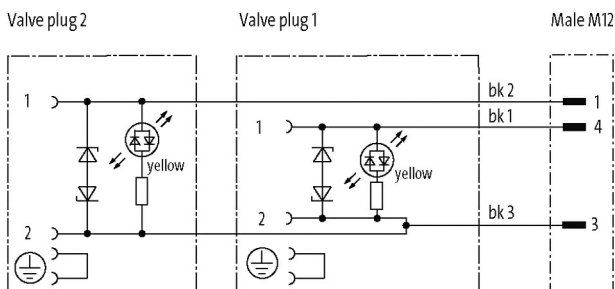 Valve plug 2 Valve plug 1 Male M12
1 bk 2 1
1 bk 1 4
yellow yellow
2 bk 3 3
2